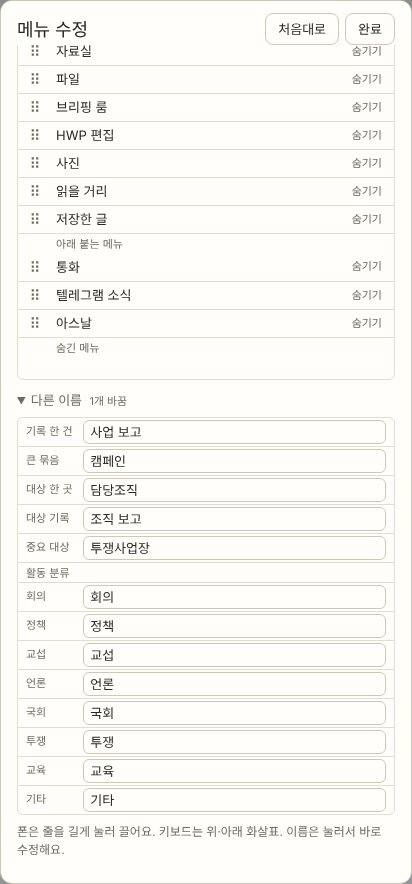 메뉴 수정
처음대로
완료
자료실 숨기기
파일 숨기기
브리핑 룸 숨기기
HWP 편집 숨기기
사진 숨기기
읽을 거리 숨기기
저장한 글 숨기기
아래 붙는 메뉴
통화 숨기기
텔레그램 소식 숨기기
아스날 숨기기
숨긴 메뉴
▼ 다른 이름 1개 바꿈
기록 한 건 사업 보고
큰 묶음 캠페인
대상 한 곳 담당조직
대상 기록 조직 보고
중요 대상 투쟁사업장
활동 분류
회의 회의
정책 정책
교섭 교섭
언론 언론
국회 국회
투쟁 투쟁
교육 교육
기타 기타
폰은 줄을 길게 눌러 끌어요. 키보드는 위·아래 화살표. 이름은 눌러서 바로
수정해요.